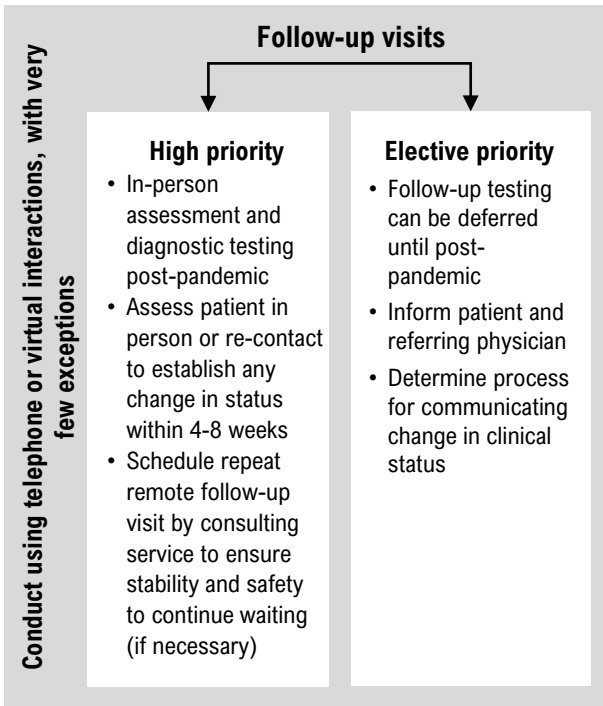 Conduct using telephone or virtual interactions, with very
few exceptions
Follow-up visits
High priority
• In-person
assessment and
diagnostic testing
post-pandemic
• Assess patient in
person or re-contact
to establish any
change in status
within 4-8 weeks
• Schedule repeat
remote follow-up
visit by consulting
service to ensure
stability and safety
to continue waiting
(if necessary)
Elective priority
• Follow-up testing
can be deferred
until post-
pandemic
• Inform patient and
referring physician
• Determine process
for communicating
change in clinical
status